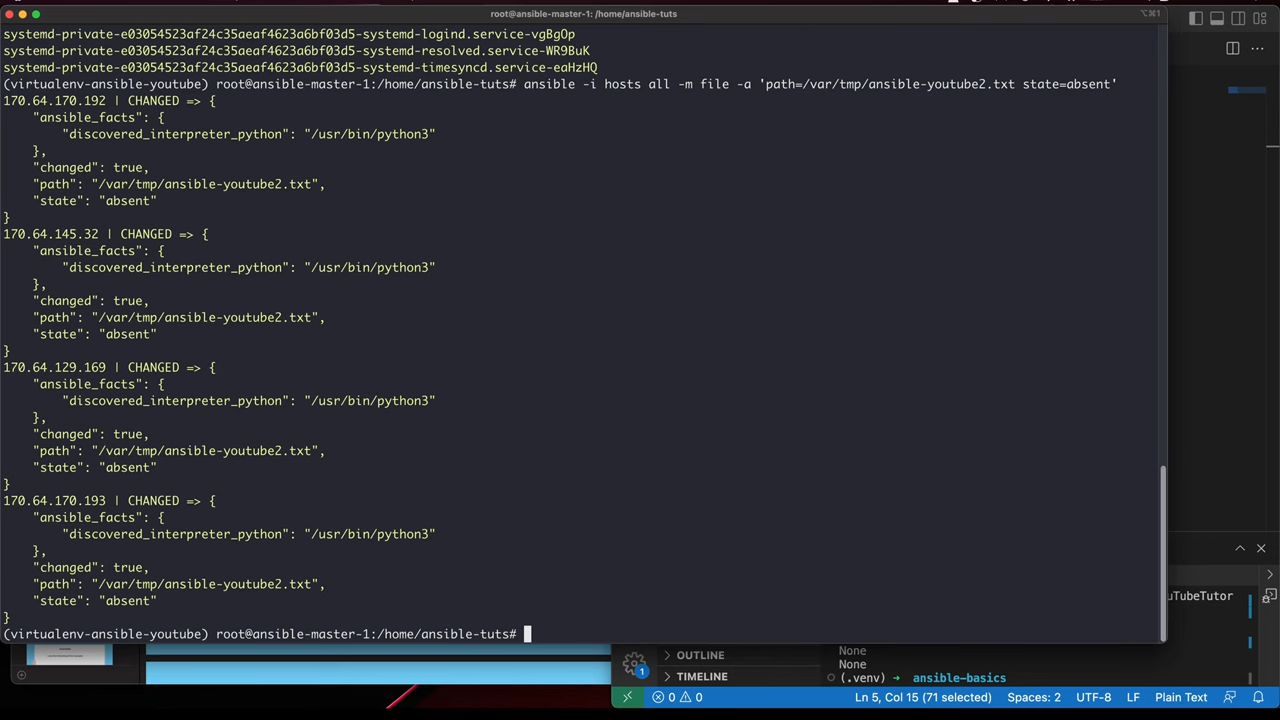 root@ansible-master-1: /home/ansible-tuts
⌥⌘1
systemd-private-e03054523af24c35aeaf4623a6bf03d5-systemd-logind.service-vgBgOp
systemd-private-e03054523af24c35aeaf4623a6bf03d5-systemd-resolved.service-WR9BuK
systemd-private-e03054523af24c35aeaf4623a6bf03d5-systemd-timesyncd.service-eaHzHQ
(virtualenv-ansible-youtube) root@ansible-master-1:/home/ansible-tuts# ansible -i hosts all -m file -a 'path=/var/tmp/ansible-youtube2.txt state=absent'
170.64.170.192 | CHANGED => {
    "ansible_facts": {
        "discovered_interpreter_python": "/usr/bin/python3"
    },
    "changed": true,
    "path": "/var/tmp/ansible-youtube2.txt",
    "state": "absent"
}
170.64.145.32 | CHANGED => {
    "ansible_facts": {
        "discovered_interpreter_python": "/usr/bin/python3"
    },
    "changed": true,
    "path": "/var/tmp/ansible-youtube2.txt",
    "state": "absent"
}
170.64.129.169 | CHANGED => {
    "ansible_facts": {
        "discovered_interpreter_python": "/usr/bin/python3"
    },
    "changed": true,
    "path": "/var/tmp/ansible-youtube2.txt",
    "state": "absent"
}
170.64.170.193 | CHANGED => {
    "ansible_facts": {
        "discovered_interpreter_python": "/usr/bin/python3"
    },
    "changed": true,
    "path": "/var/tmp/ansible-youtube2.txt",
    "state": "absent"
}
(virtualenv-ansible-youtube) root@ansible-master-1:/home/ansible-tuts#
uTubeTutor
OUTLINE
TIMELINE
1
None
None
(.venv) → ansible-basics
0 0
Ln 5, Col 15 (71 selected) Spaces: 2 UTF-8 LF Plain Text